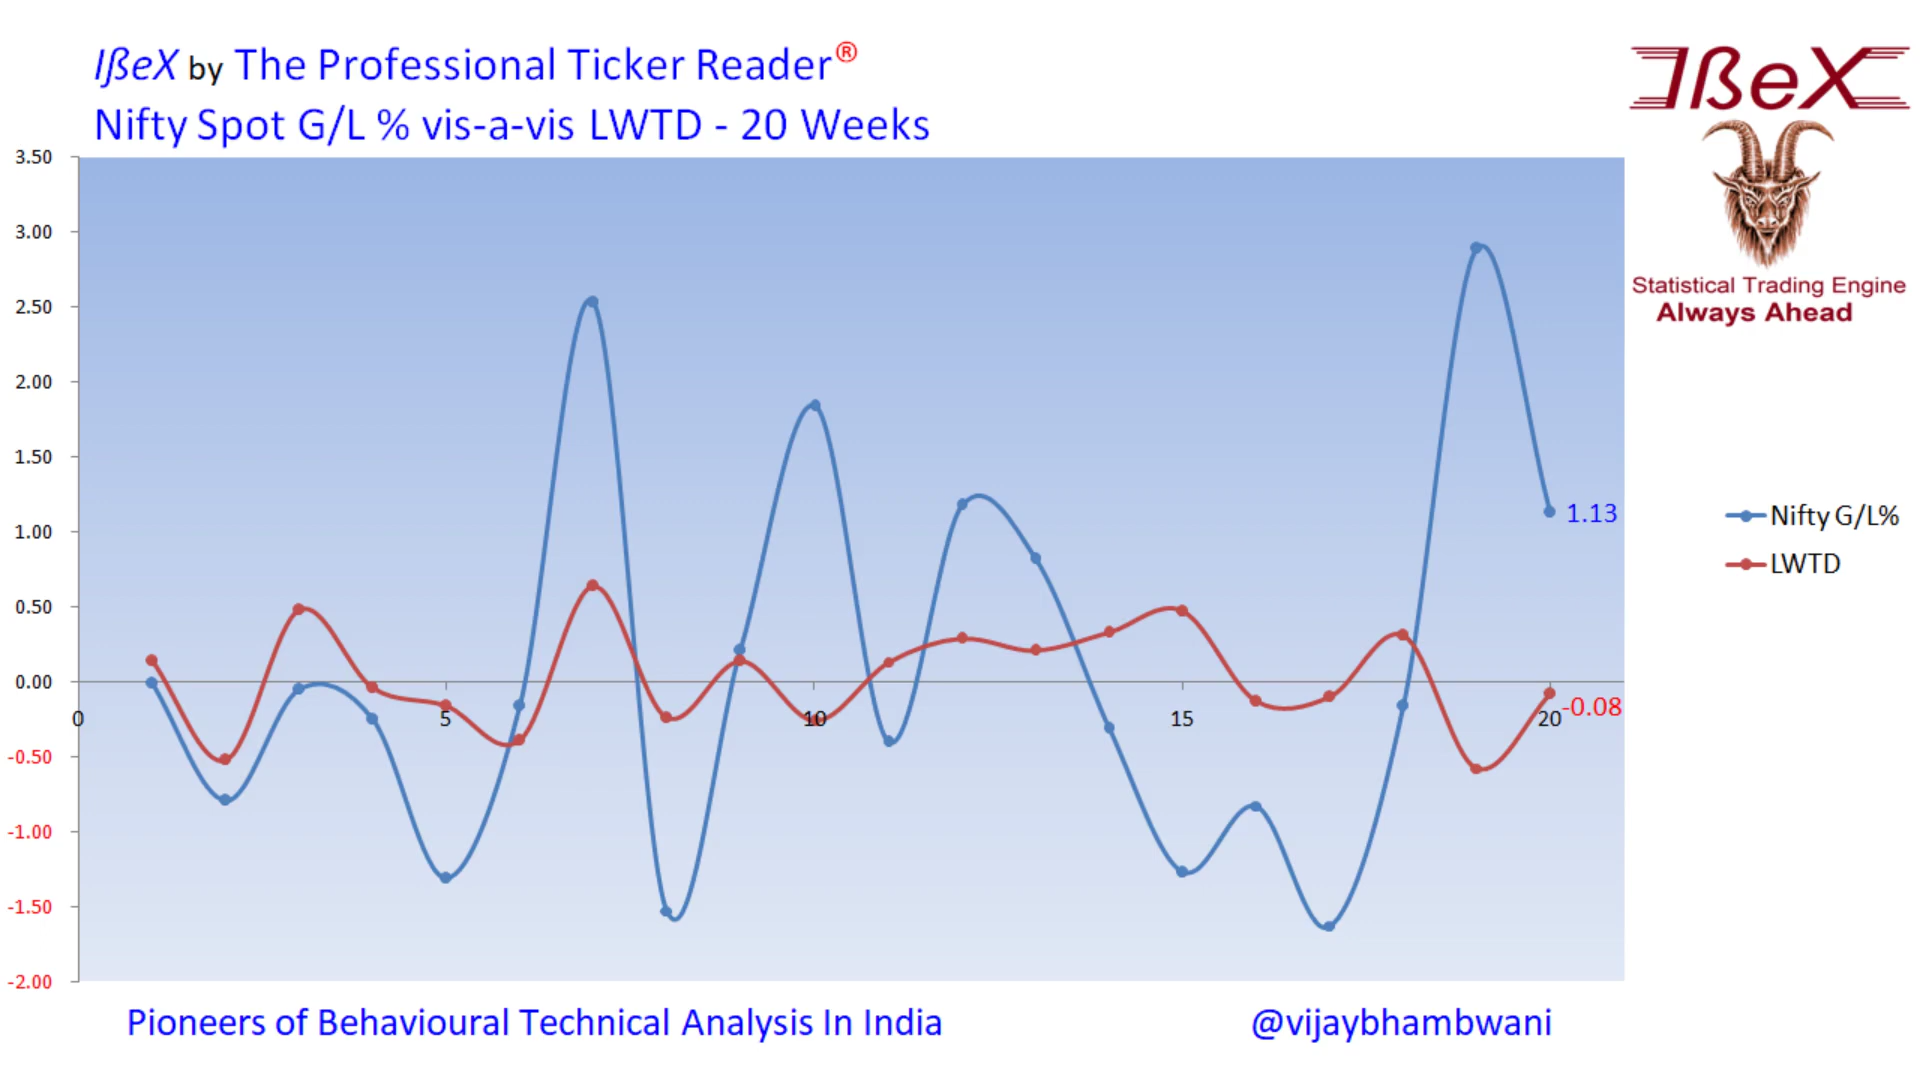 IßeX by The Professional Ticker Reader®
Nifty Spot G/L % vis-a-vis LWTD - 20 Weeks
IßeX
Statistical Trading Engine
Always Ahead
3.50
3.00
2.50
2.00
1.50
1.00
0.50
0.00
-0.50
-1.00
-1.50
-2.00
0 5 10 15 20
1.13
-0.08
Nifty G/L%
LWTD
Pioneers of Behavioural Technical Analysis In India @vijaybhambwani